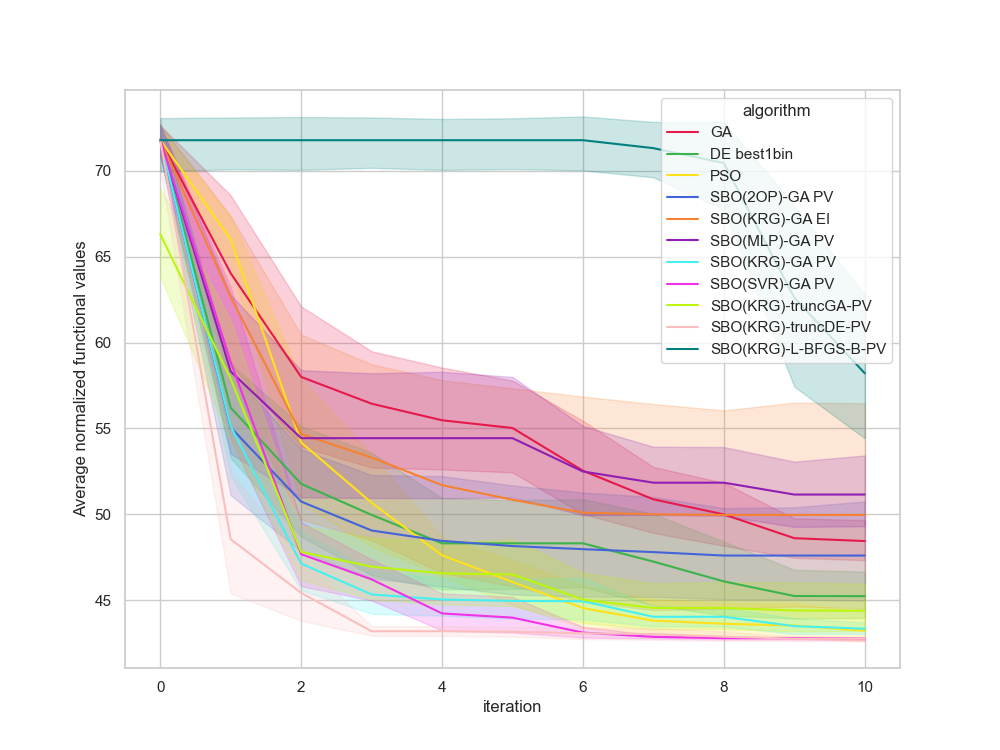 algorithm
GA
DE best1bin
PSO
SBO(2OP)-GA PV
SBO(KRG)-GA EI
SBO(MLP)-GA PV
SBO(KRG)-GA PV
SBO(SVR)-GA PV
SBO(KRG)-truncGA-PV
SBO(KRG)-truncDE-PV
SBO(KRG)-L-BFGS-B-PV
Average normalized functional values
70
65
60
55
50
45
0 2 4 6 8 10
iteration